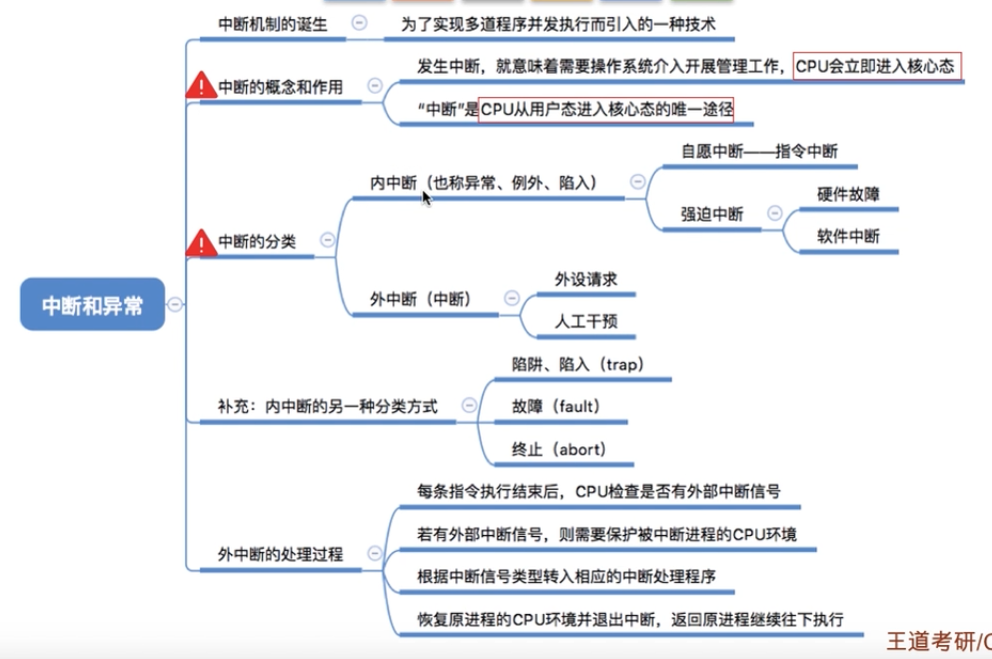 中断机制的诞生
为了实现多道程序并发执行而引入的一种技术
中断的概念和作用
发生中断，就意味着需要操作系统介入开展管理工作，CPU会立即进入核心态
“中断”是CPU从用户态进入核心态的唯一途径
中断和异常
中断的分类
内中断（也称异常、例外、陷入）
自愿中断——指令中断
强迫中断
硬件故障
软件中断
外中断（中断）
外设请求
人工干预
补充：内中断的另一种分类方式
陷阱、陷入（trap）
故障（fault）
终止（abort）
外中断的处理过程
每条指令执行结束后，CPU检查是否有外部中断信号
若有外部中断信号，则需要保护被中断进程的CPU环境
根据中断信号类型转入相应的中断处理程序
恢复原进程的CPU环境并退出中断，返回原进程继续往下执行
王道考研/